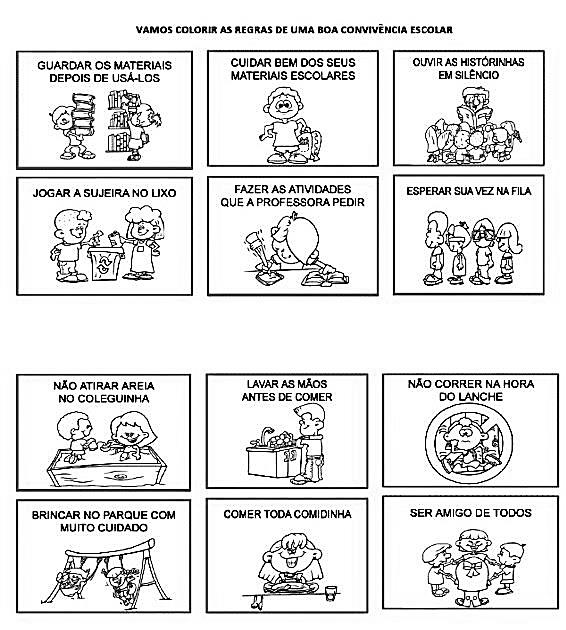 VAMOS COLORIR AS REGRAS DE UMA BOA CONVIVÊNCIA ESCOLAR
GUARDAR OS MATERIAIS
DEPOIS DE USÁ-LOS
CUIDAR BEM DOS SEUS
MATERIAIS ESCOLARES
OUVIR AS HISTÓRINHAS
EM SILÊNCIO
JOGAR A SUJEIRA NO LIXO
FAZER AS ATIVIDADES
QUE A PROFESSORA PEDIR
ESPERAR SUA VEZ NA FILA
NÃO ATIRAR AREIA
NO COLEGUINHA
LAVAR AS MÃOS
ANTES DE COMER
NÃO CORRER NA HORA
DO LANCHE
BRINCAR NO PARQUE COM
MUITO CUIDADO
COMER TODA COMIDINHA
SER AMIGO DE TODOS